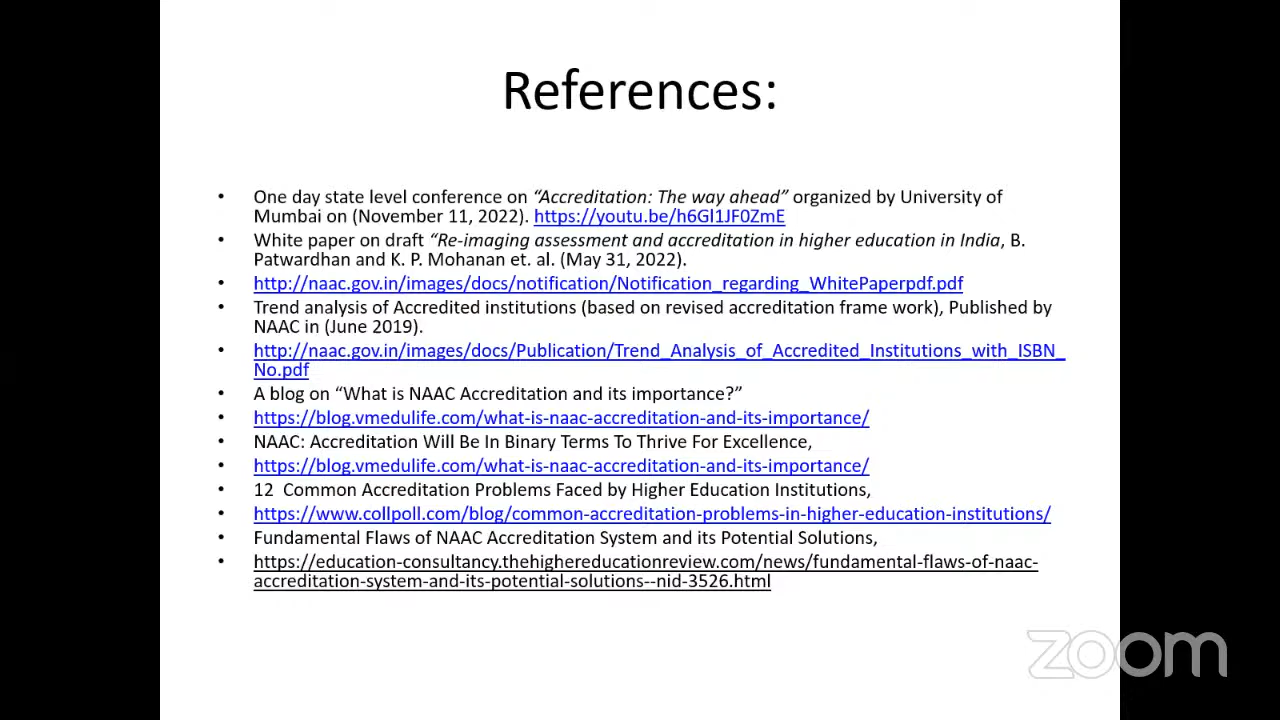 References:
• One day state level conference on “Accreditation: The way ahead” organized by University of
Mumbai on (November 11, 2022). https://youtu.be/h6Gl1JF0ZmE
• White paper on draft “Re-imaging assessment and accreditation in higher education in India, B.
Patwardhan and K. P. Mohanan et. al. (May 31, 2022).
• http://naac.gov.in/images/docs/notification/Notification_regarding_WhitePaperpdf.pdf
• Trend analysis of Accredited institutions (based on revised accreditation frame work), Published by
NAAC in (June 2019).
• http://naac.gov.in/images/docs/Publication/Trend_Analysis_of_Accredited_Institutions_with_ISBN_
No.pdf
• A blog on “What is NAAC Accreditation and its importance?”
• https://blog.vmedulife.com/what-is-naac-accreditation-and-its-importance/
• NAAC: Accreditation Will Be In Binary Terms To Thrive For Excellence,
• https://blog.vmedulife.com/what-is-naac-accreditation-and-its-importance/
• 12  Common Accreditation Problems Faced by Higher Education Institutions,
• https://www.collpoll.com/blog/common-accreditation-problems-in-higher-education-institutions/
• Fundamental Flaws of NAAC Accreditation System and its Potential Solutions,
• https://education-consultancy.thehighereducationreview.com/news/fundamental-flaws-of-naac-
accreditation-system-and-its-potential-solutions--nid-3526.html
zoom